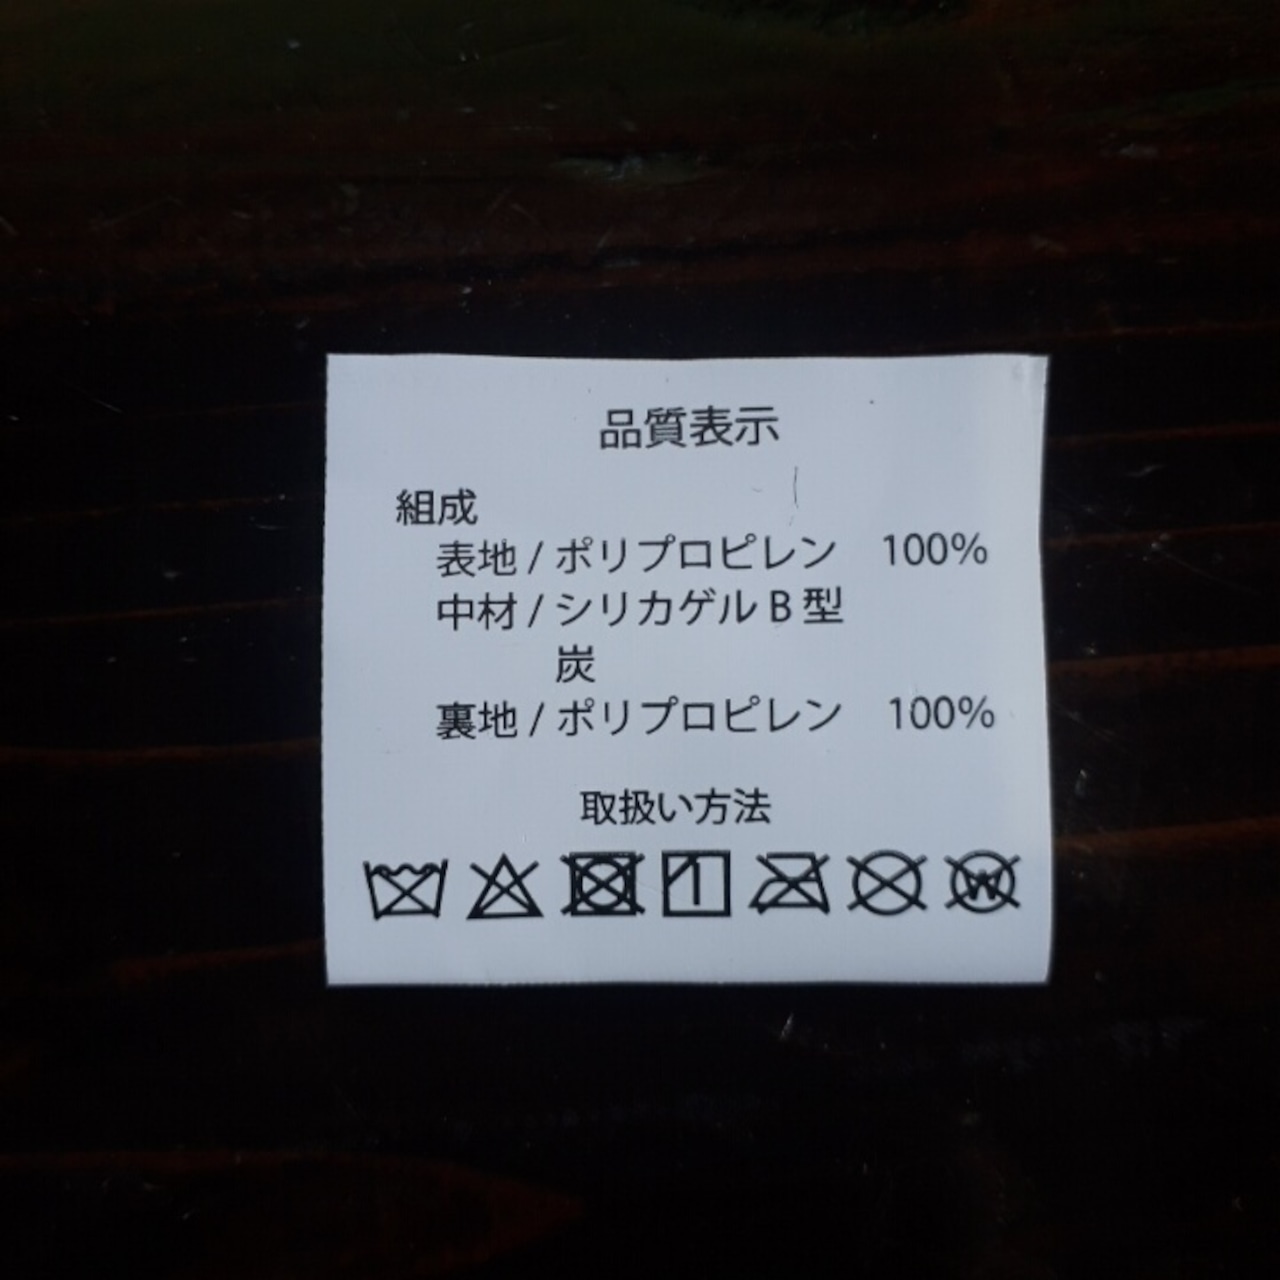 品質表示
組成
表地 / ポリプロピレン 100%
中材 / シリカゲル B 型
炭
裏地 / ポリプロピレン 100%
取扱い方法
W